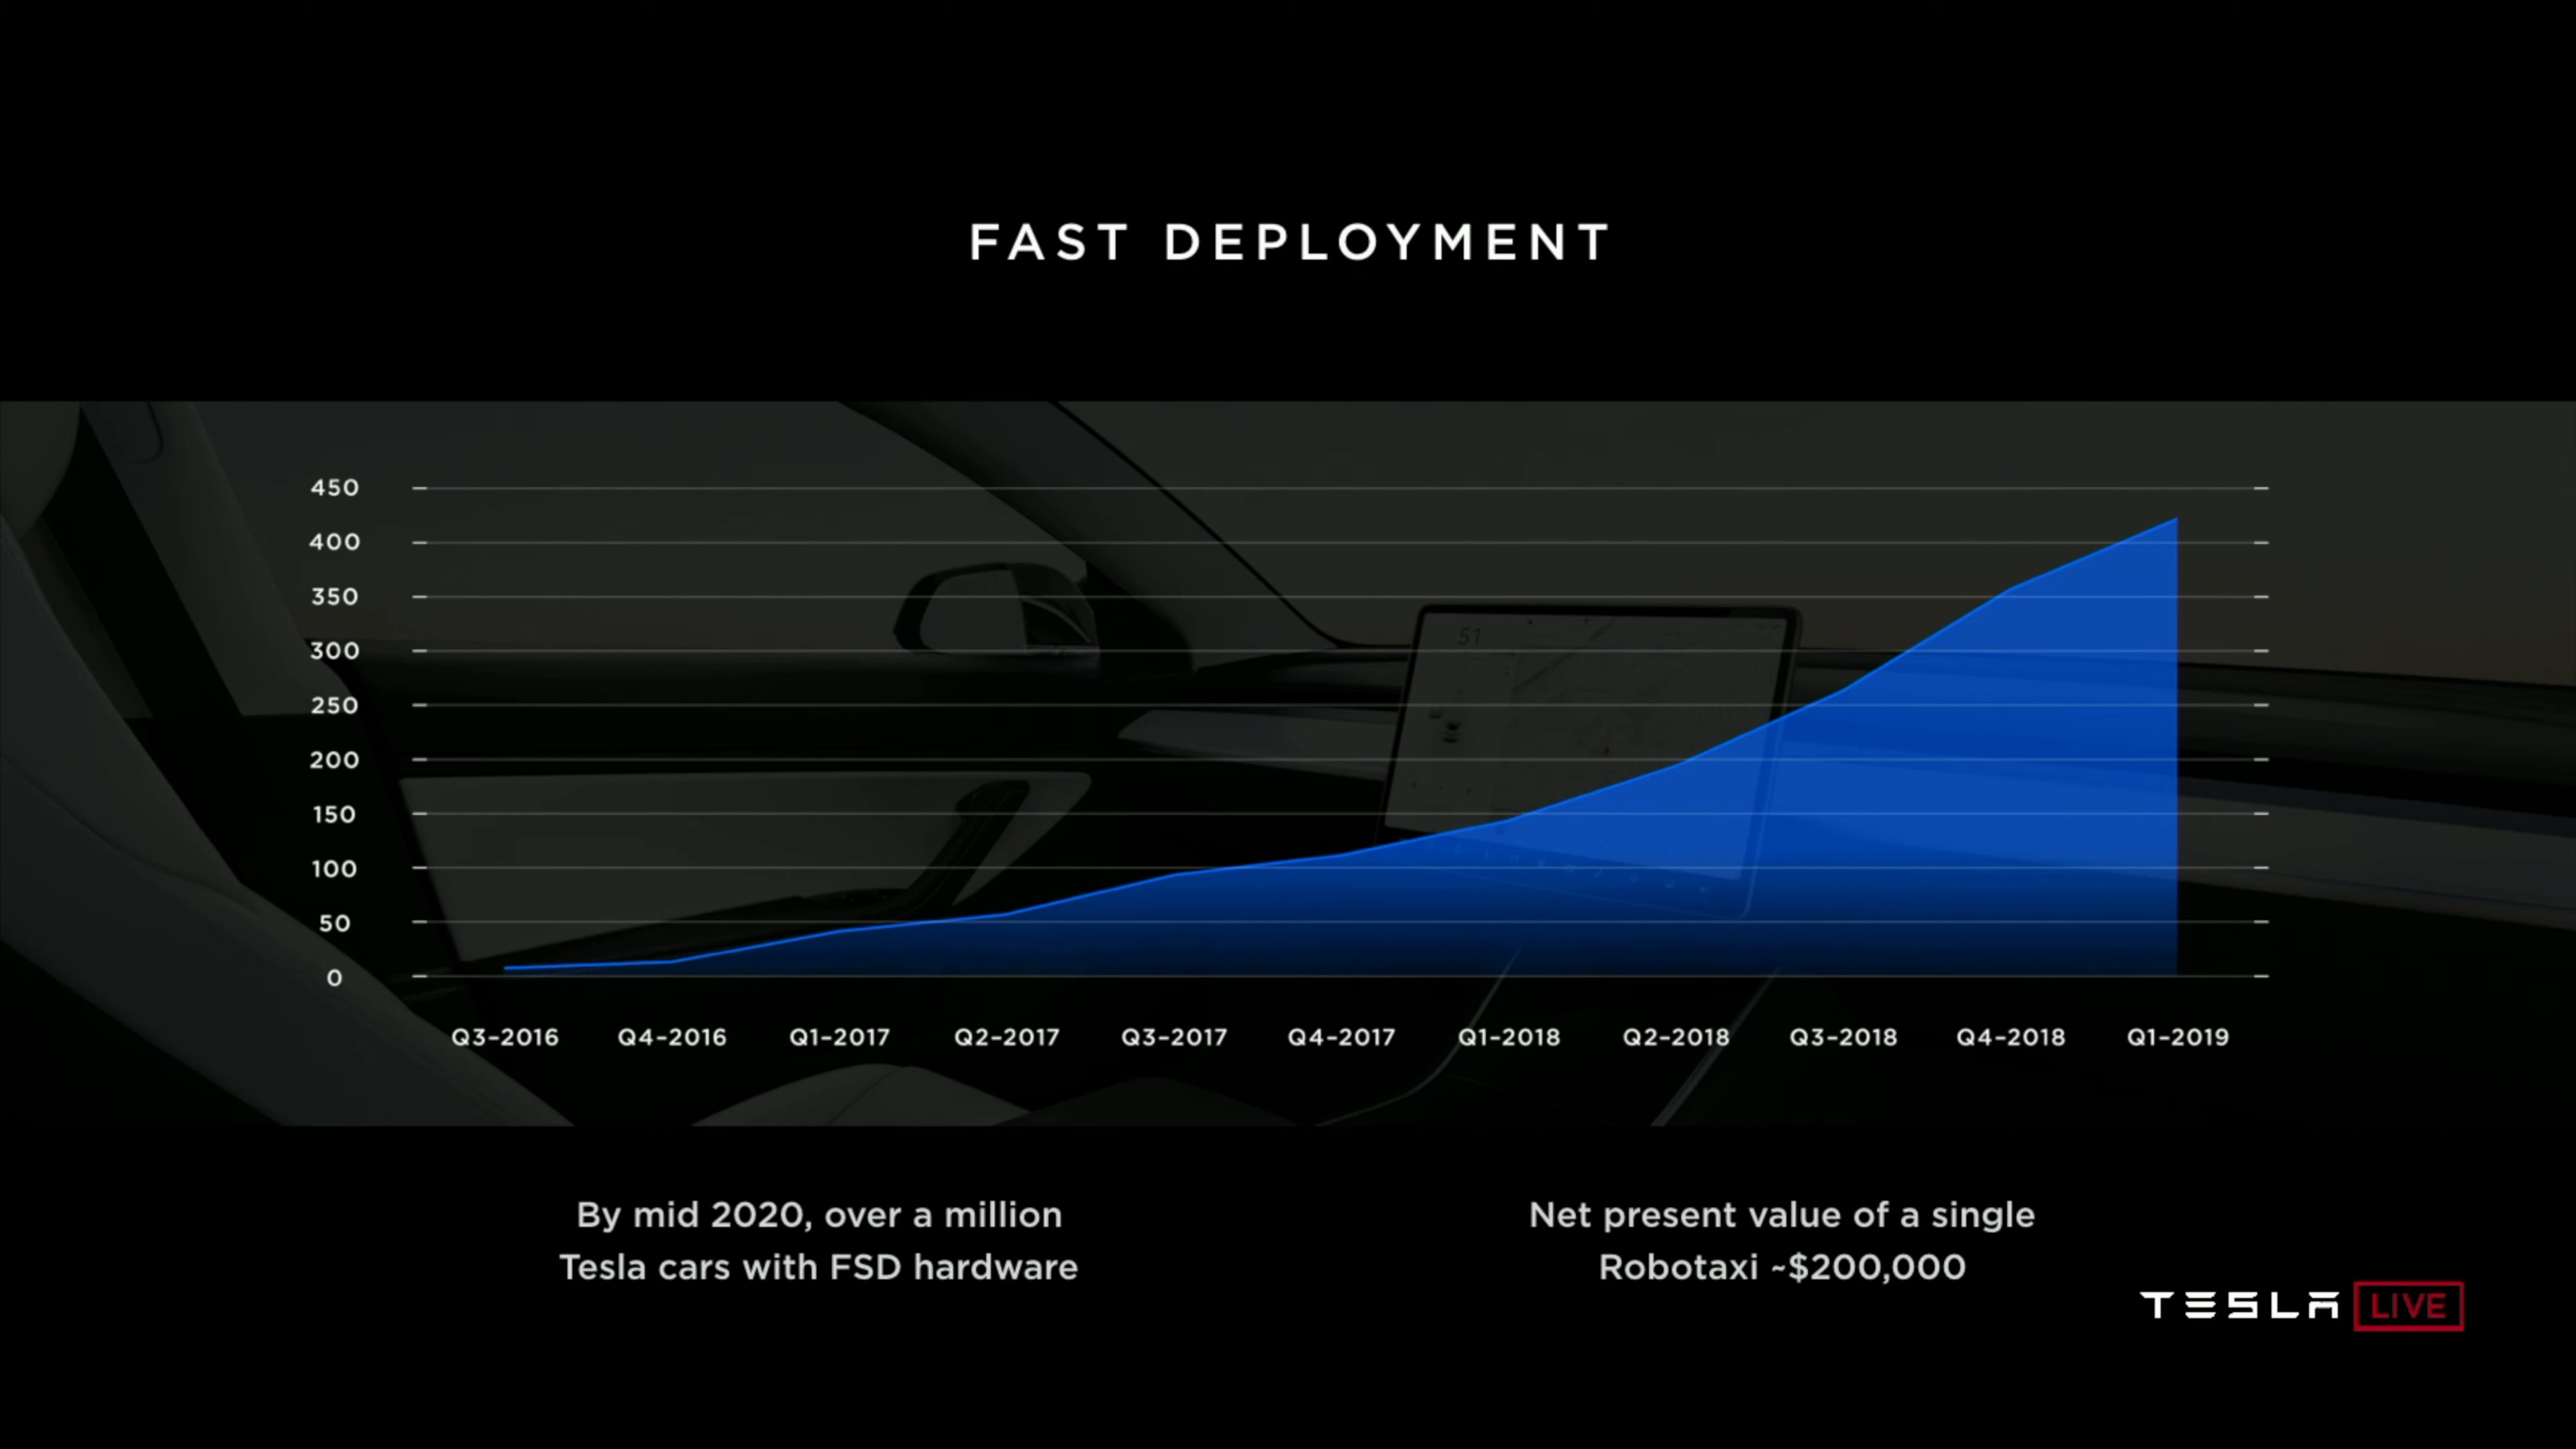 FAST DEPLOYMENT
450
400
350
300
250
200
150
100
50
0
51
Q3-2016 Q4-2016 Q1-2017 Q2-2017 Q3-2017 Q4-2017 Q1-2018 Q2-2018 Q3-2018 Q4-2018 Q1-2019
By mid 2020, over a million
Tesla cars with FSD hardware
Net present value of a single
Robotaxi ~$200,000
TESLA LIVE